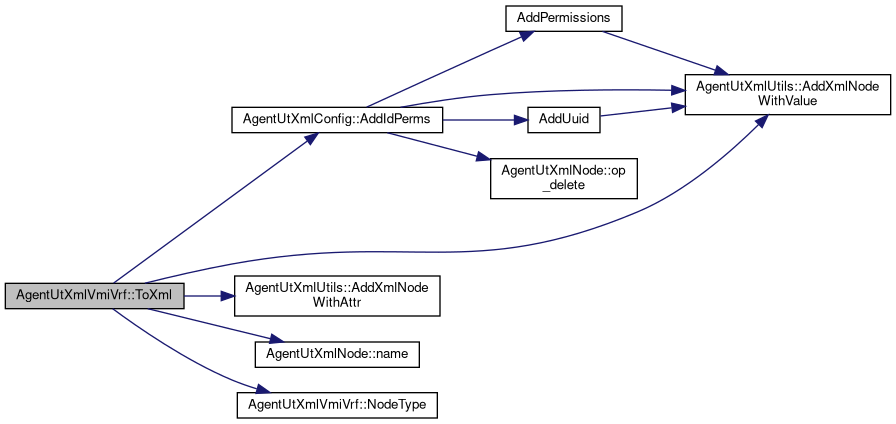 AddPermissions
AgentUtXmlUtils::AddXmlNode
WithValue
AgentUtXmlConfig::AddIdPerms
AddUuid
AgentUtXmlNode::op
_delete
AgentUtXmlVmiVrf::ToXml
AgentUtXmlUtils::AddXmlNode
WithAttr
AgentUtXmlNode::name
AgentUtXmlVmiVrf::NodeType